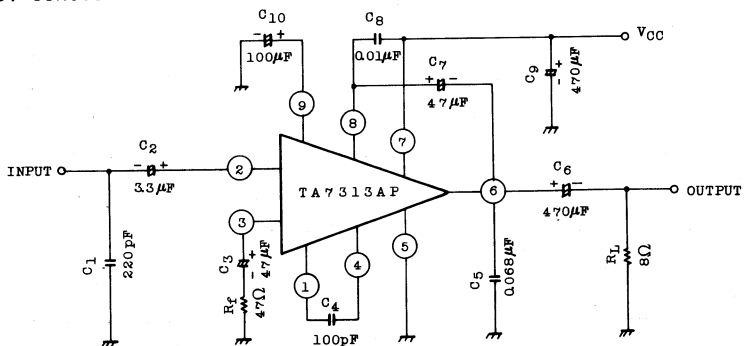 C10
- +
100μF
C8
0.01μF
VCC
C7
+ -
47μF
C9
- +
470μF
9
8
7
INPUT
C2
- +
3.3μF
2
TA7313AP
6
C6
+ -
470μF
OUTPUT
3
C1
220pF
C3
- +
47μF
Rf
47Ω
1
4
5
C4
100pF
C5
0.068μF
RL
8Ω